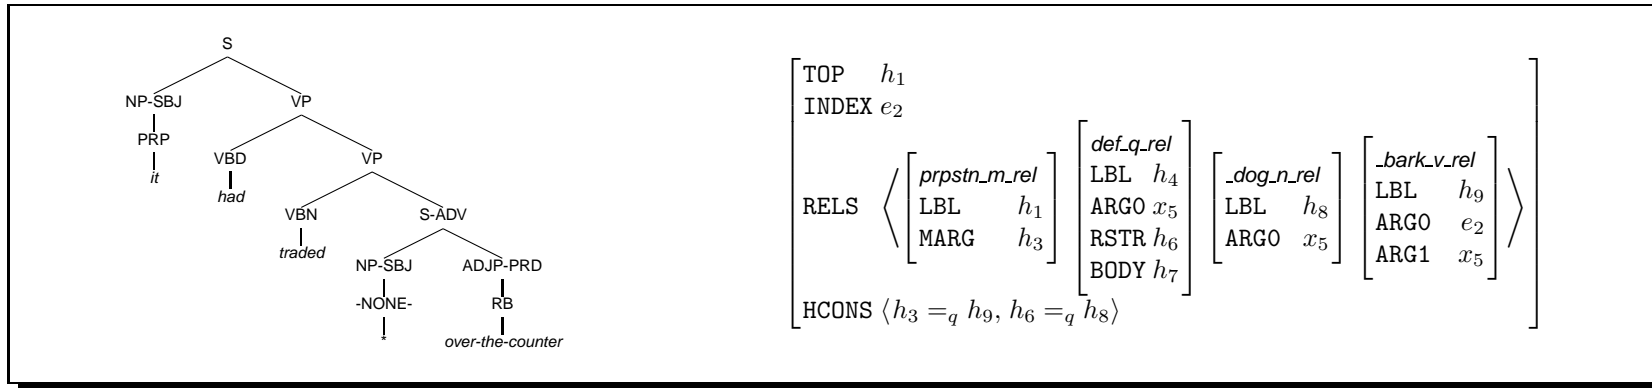 S
NP-SBJ VP
PRP VBD VP
it had VBN S-ADV
traded NP-SBJ ADJP-PRD
-NONE- RB
* over-the-counter
TOP h1
INDEX e2
RELS ⟨ [prpstn_m_rel LBL h1 MARG h3] [def_q_rel LBL h4 ARG0 x5 RSTR h6 BODY h7] [_dog_n_rel LBL h8 ARG0 x5] [_bark_v_rel LBL h9 ARG0 e2 ARG1 x5] ⟩
HCONS ⟨h3 =q h9, h6 =q h8⟩